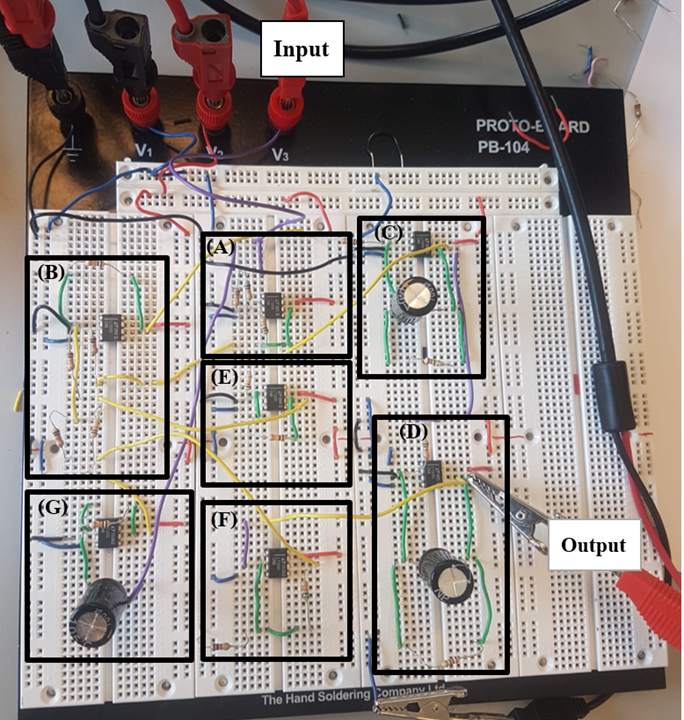 Input
PROTO-BOARD
PB-104
V1
V2
V3
(A)
(B)
(C)
(D)
(E)
(F)
(G)
Output
The Hand Soldering Company Ltd